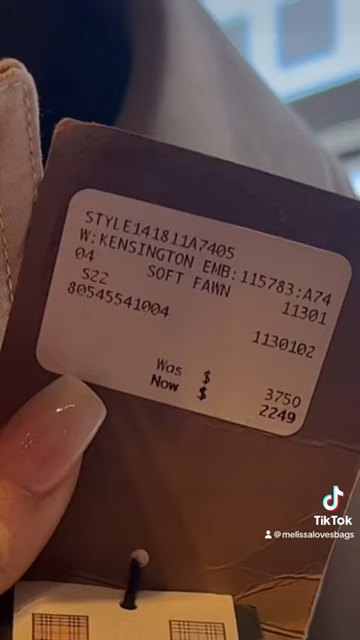 STYLE141811A7405
W:KENSINGTON EMB:115783:A74
04 SOFT FAWN 11301
S22
80545541004 1130102
Was $ 3750
Now $ 2249
TikTok
@melissalovesbags